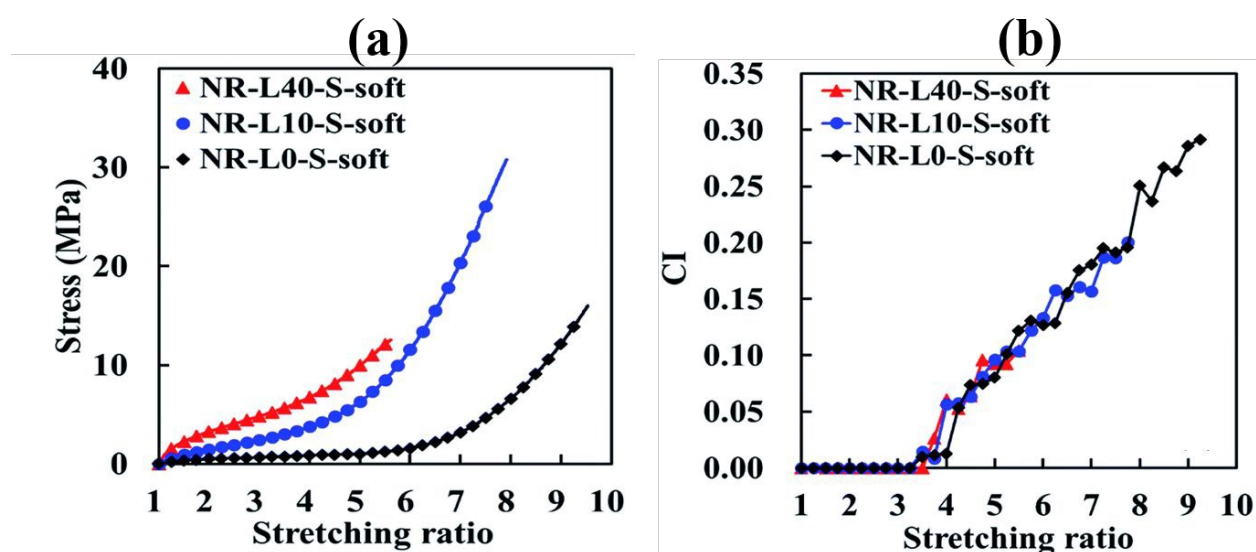 (a)
40
30
20
10
0
Stress (MPa)
NR-L40-S-soft
NR-L10-S-soft
NR-L0-S-soft
1 2 3 4 5 6 7 8 9 10
Stretching ratio
(b)
0.35
0.30
0.25
0.20
0.15
0.10
0.05
0.00
CI
NR-L40-S-soft
NR-L10-S-soft
NR-L0-S-soft
1 2 3 4 5 6 7 8 9 10
Stretching ratio